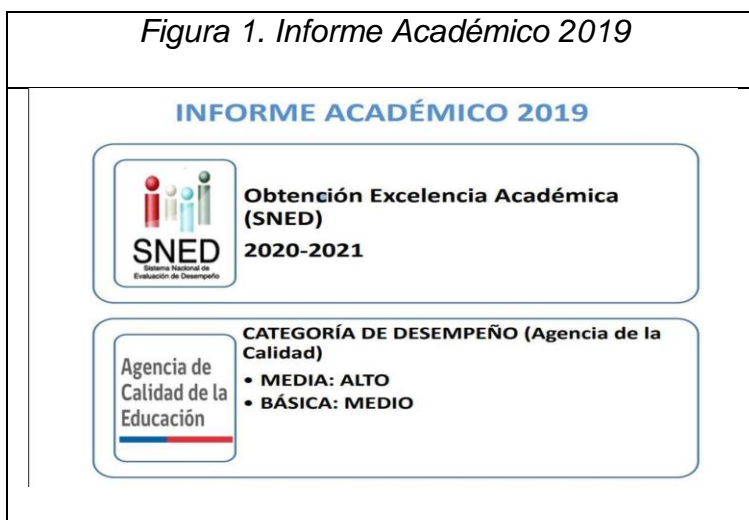 Figura 1. Informe Académico 2019
INFORME ACADÉMICO 2019
SNED
Sistema Nacional de
Evaluación de Desempeño
Obtención Excelencia Académica
(SNED)
2020-2021
Agencia de
Calidad de la
Educación
CATEGORÍA DE DESEMPEÑO (Agencia de la
Calidad)
• MEDIA: ALTO
• BÁSICA: MEDIO